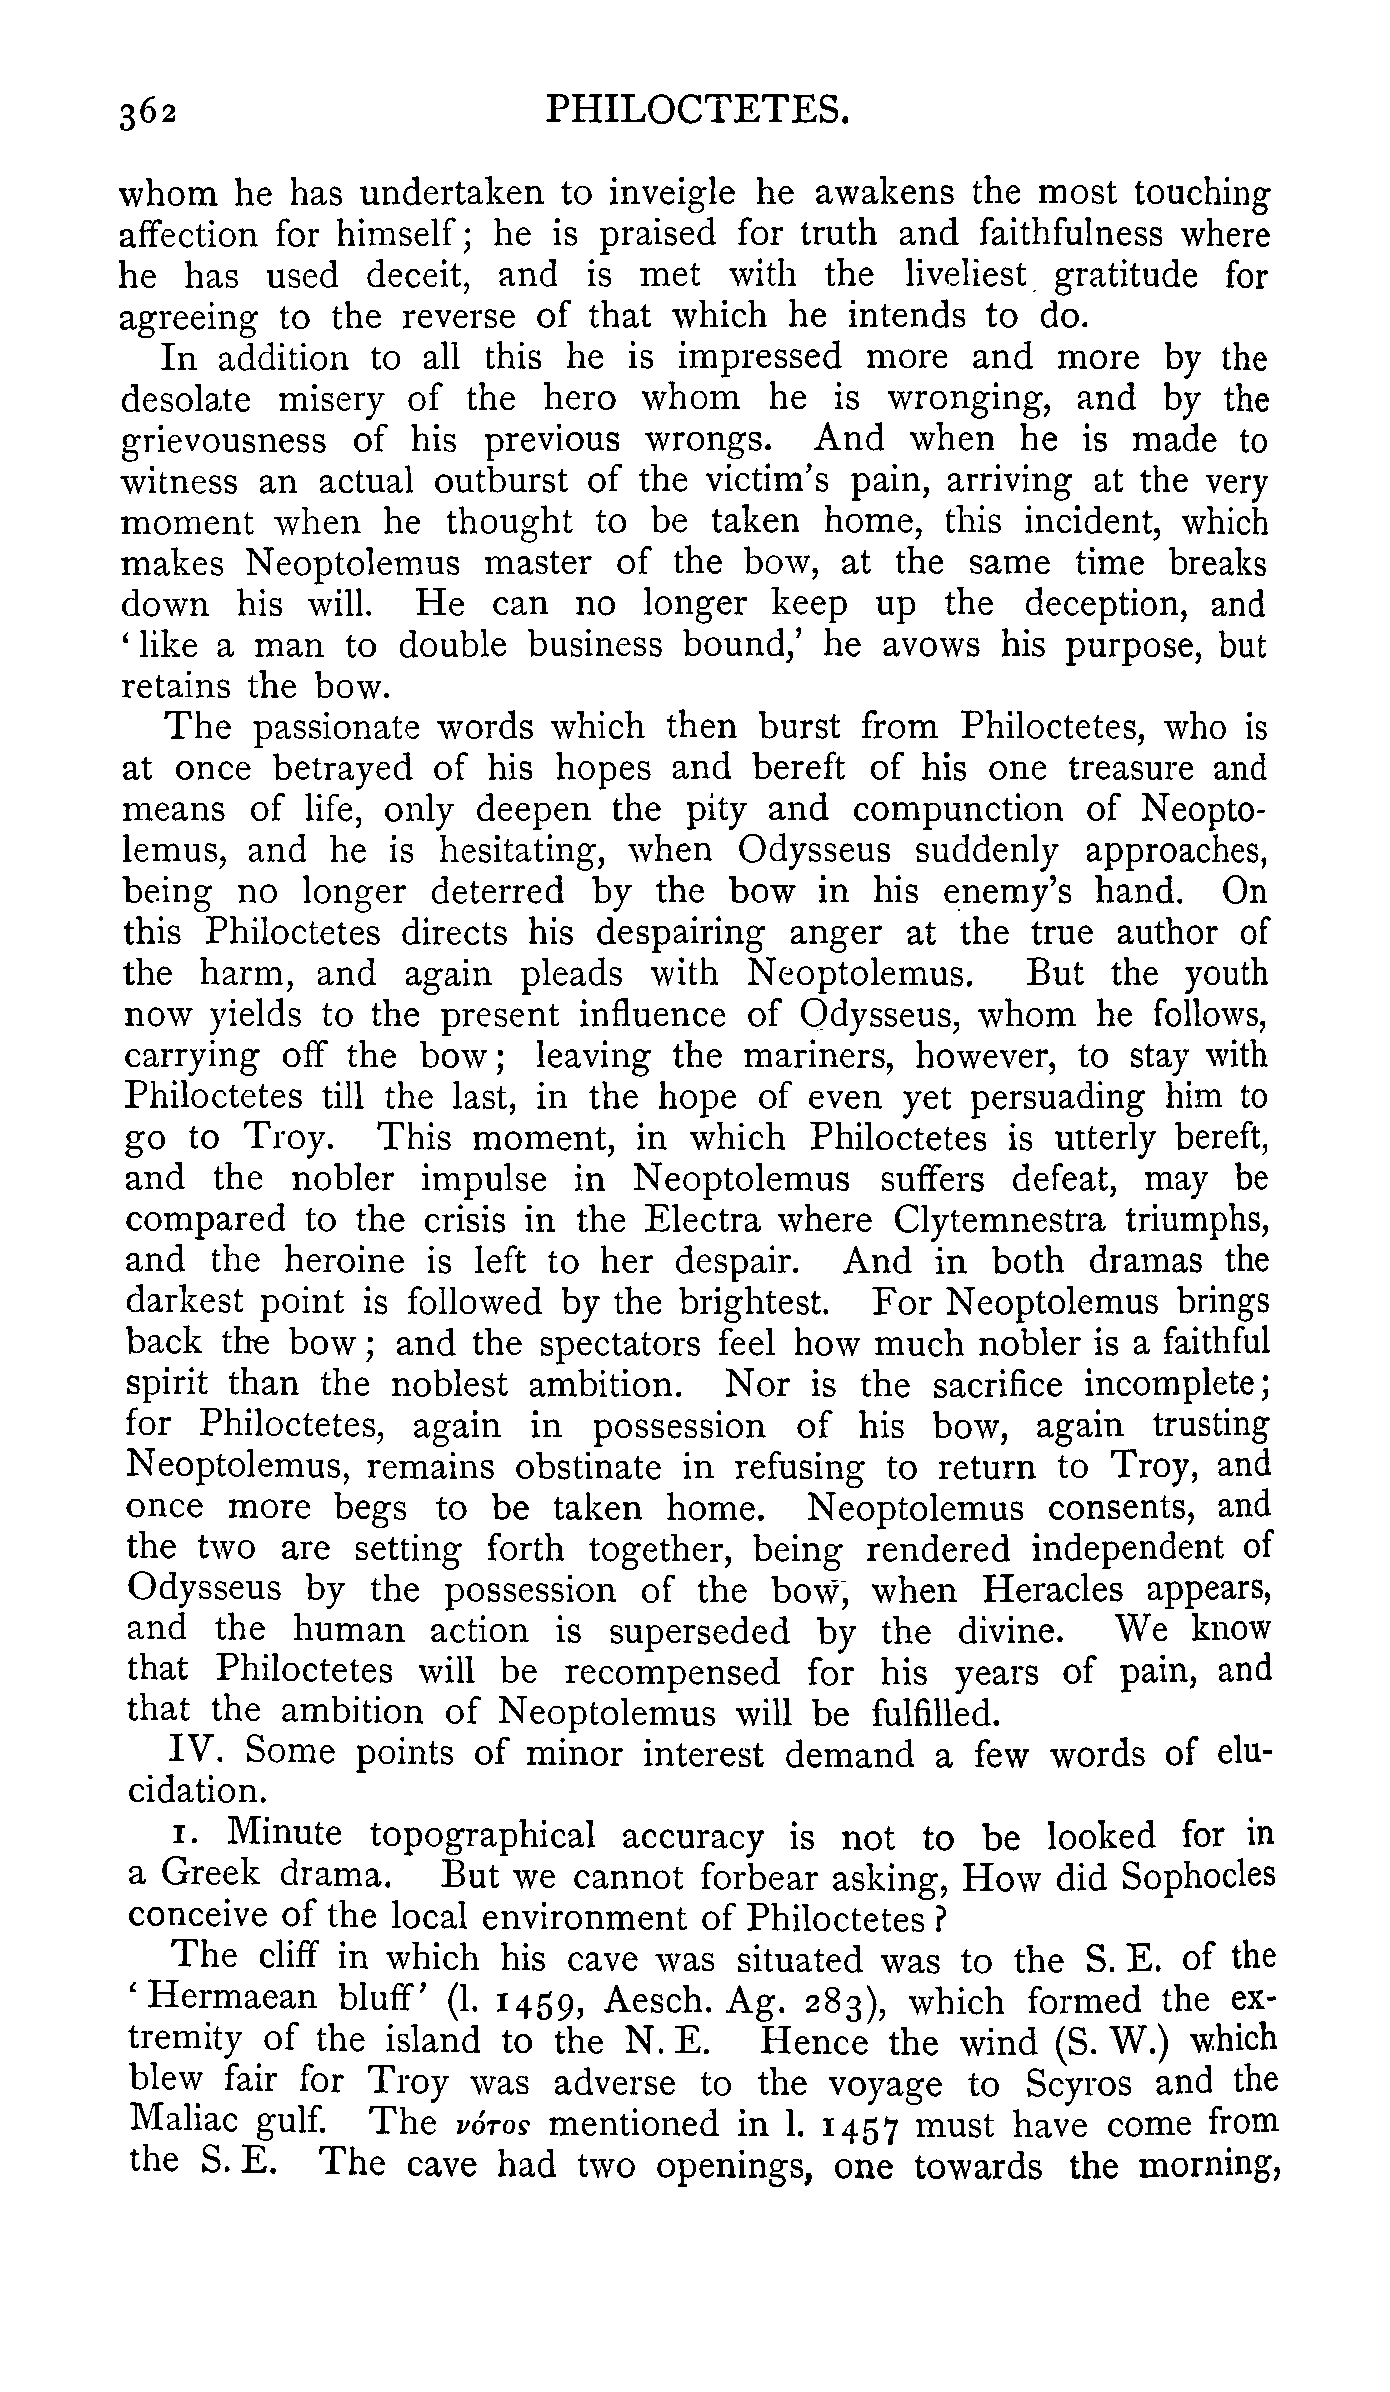 362 PHILOCTETES.
whom he has undertaken to inveigle he awakens the most touching
affection for himself; he is praised for truth and faithfulness where
he has used deceit, and is met with the liveliest gratitude for
agreeing to the reverse of that which he intends to do.
In addition to all this he is impressed more and more by the
desolate misery of the hero whom he is wronging, and by the
grievousness of his previous wrongs. And when he is made to
witness an actual outburst of the victim's pain, arriving at the very
moment when he thought to be taken home, this incident, which
makes Neoptolemus master of the bow, at the same time breaks
down his will. He can no longer keep up the deception, and
‘like a man to double business bound,’ he avows his purpose, but
retains the bow.
The passionate words which then burst from Philoctetes, who is
at once betrayed of his hopes and bereft of his one treasure and
means of life, only deepen the pity and compunction of Neopto-
lemus, and he is hesitating, when Odysseus suddenly approaches,
being no longer deterred by the bow in his enemy's hand. On
this Philoctetes directs his despairing anger at the true author of
the harm, and again pleads with Neoptolemus. But the youth
now yields to the present influence of Odysseus, whom he follows,
carrying off the bow; leaving the mariners, however, to stay with
Philoctetes till the last, in the hope of even yet persuading him to
go to Troy. This moment, in which Philoctetes is utterly bereft,
and the nobler impulse in Neoptolemus suffers defeat, may be
compared to the crisis in the Electra where Clytemnestra triumphs,
and the heroine is left to her despair. And in both dramas the
darkest point is followed by the brightest. For Neoptolemus brings
back the bow; and the spectators feel how much nobler is a faithful
spirit than the noblest ambition. Nor is the sacrifice incomplete;
for Philoctetes, again in possession of his bow, again trusting
Neoptolemus, remains obstinate in refusing to return to Troy, and
once more begs to be taken home. Neoptolemus consents, and
the two are setting forth together, being rendered independent of
Odysseus by the possession of the bow, when Heracles appears,
and the human action is superseded by the divine. We know
that Philoctetes will be recompensed for his years of pain, and
that the ambition of Neoptolemus will be fulfilled.
IV. Some points of minor interest demand a few words of elu-
cidation.
1. Minute topographical accuracy is not to be looked for in
a Greek drama. But we cannot forbear asking, How did Sophocles
conceive of the local environment of Philoctetes?
The cliff in which his cave was situated was to the S. E. of the
‘Hermaean bluff’ (l. 1459, Aesch. Ag. 283), which formed the ex-
tremity of the island to the N. E. Hence the wind (S. W.) which
blew fair for Troy was adverse to the voyage to Scyros and the
Maliac gulf. The νότος mentioned in l. 1457 must have come from
the S. E. The cave had two openings, one towards the morning,